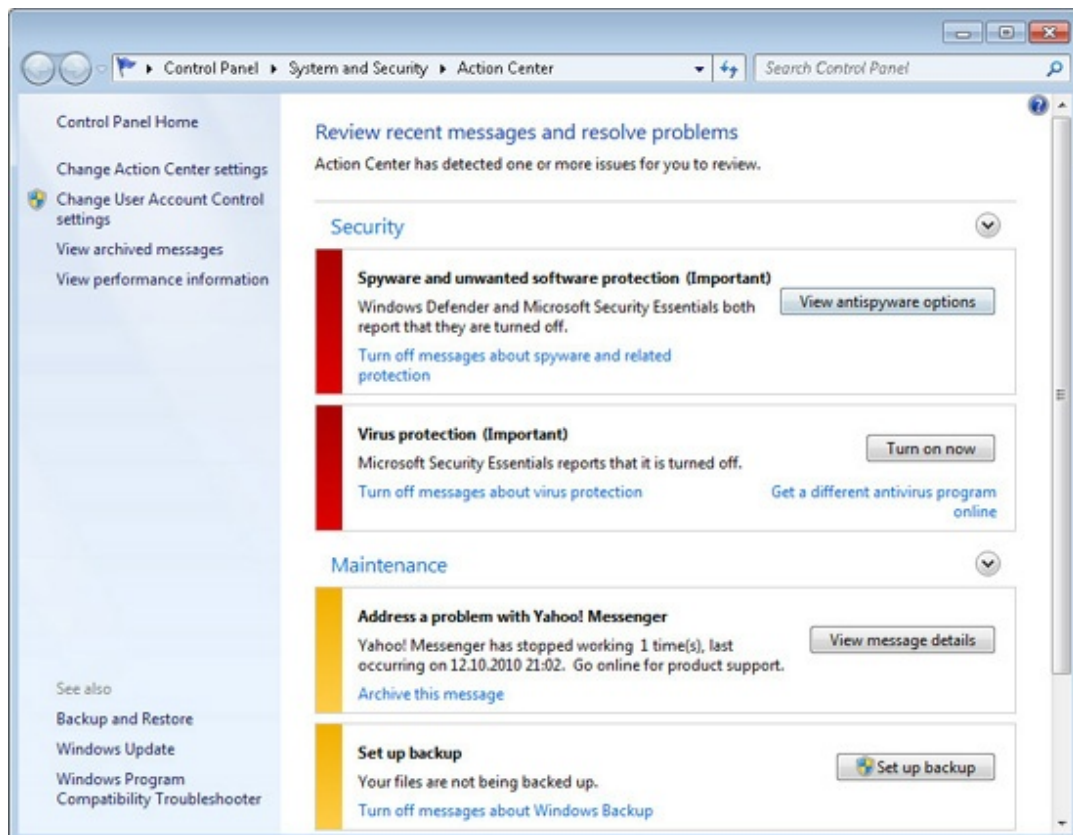 Control Panel ▸ System and Security ▸ Action Center
Search Control Panel
Control Panel Home
Change Action Center settings
Change User Account Control
settings
View archived messages
View performance information
See also
Backup and Restore
Windows Update
Windows Program
Compatibility Troubleshooter
Review recent messages and resolve problems
Action Center has detected one or more issues for you to review.
Security
Spyware and unwanted software protection (Important)
Windows Defender and Microsoft Security Essentials both
report that they are turned off.
View antispyware options
Turn off messages about spyware and related
protection
Virus protection (Important)
Microsoft Security Essentials reports that it is turned off.
Turn on now
Turn off messages about virus protection
Get a different antivirus program
online
Maintenance
Address a problem with Yahoo! Messenger
Yahoo! Messenger has stopped working 1 time(s), last
occurring on 12.10.2010 21:02. Go online for product support.
View message details
Archive this message
Set up backup
Your files are not being backed up.
Set up backup
Turn off messages about Windows Backup